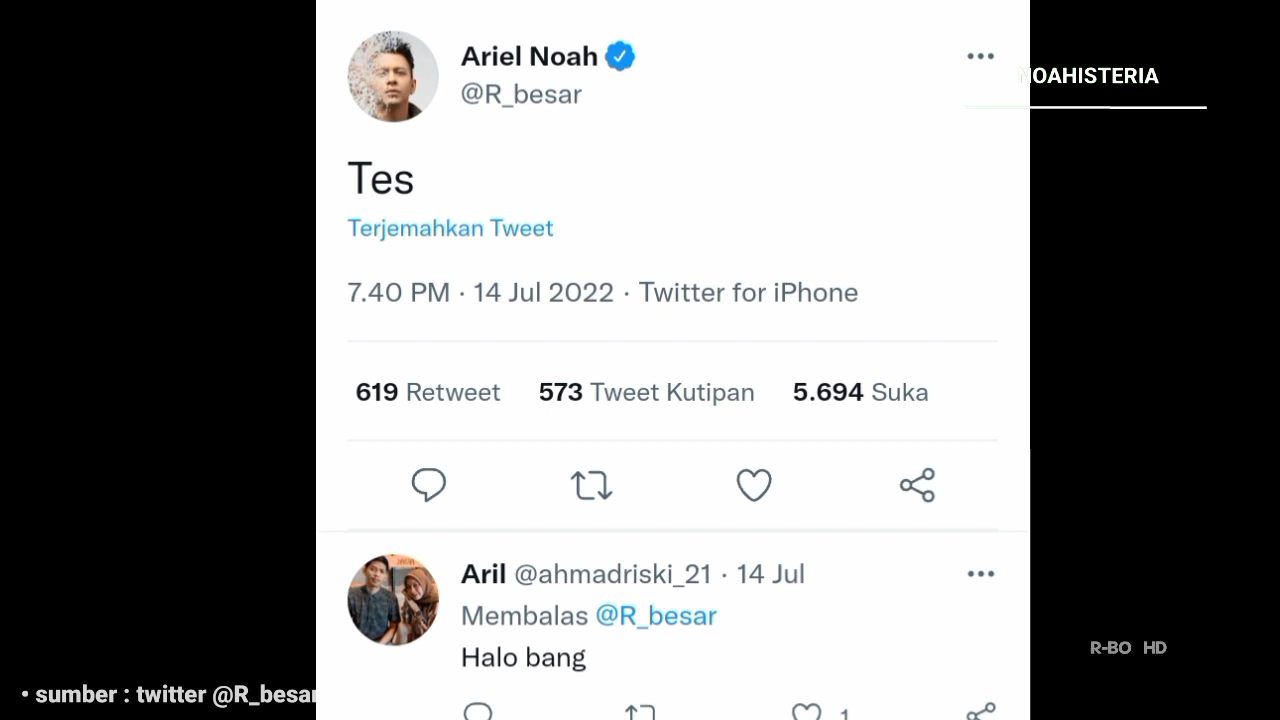 Ariel Noah
@R_besar
NOAHISTERIA
Tes
Terjemahkan Tweet
7.40 PM · 14 Jul 2022 · Twitter for iPhone
619 Retweet 573 Tweet Kutipan 5.694 Suka
Aril @ahmadriski_21 · 14 Jul
Membalas @R_besar
Halo bang
R-BO HD
• sumber : twitter @R_besar
1